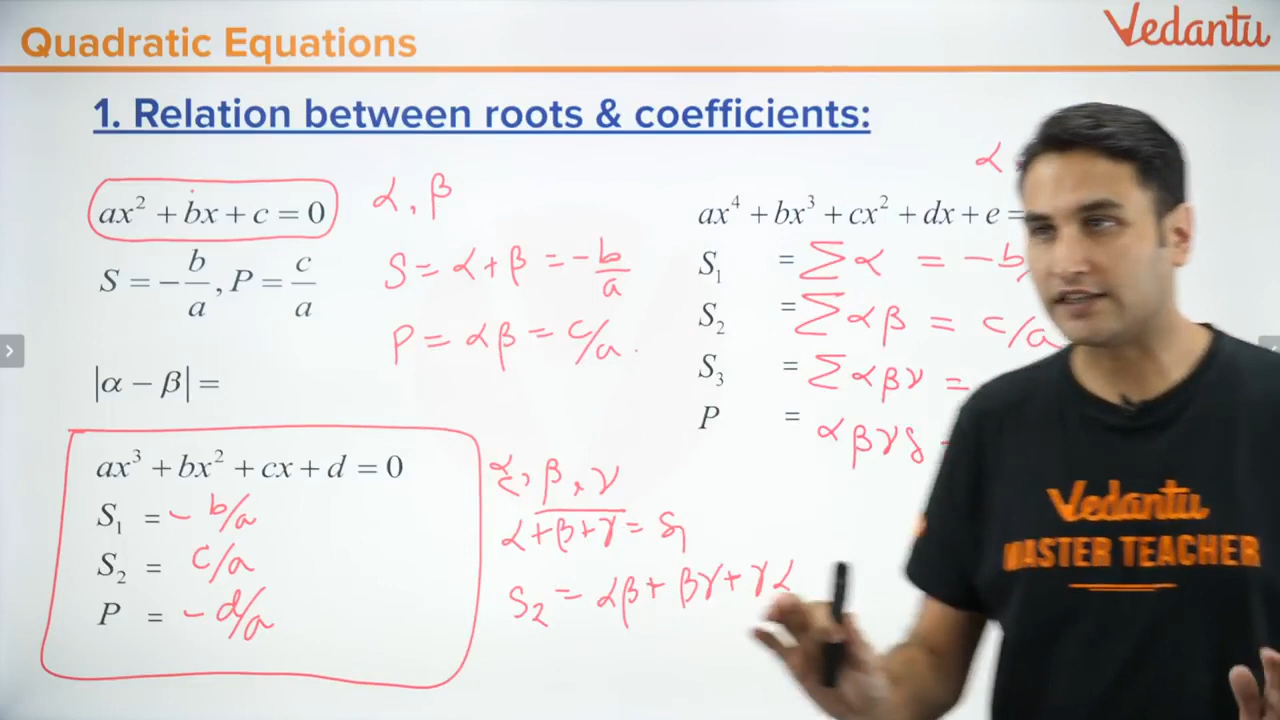 Quadratic Equations
Vedantu
1. Relation between roots & coefficients:
ax² + bx + c = 0
α, β
S = -b/a, P = c/a
S = α + β = -b/a
P = αβ = c/a.
|α − β| =
ax³ + bx² + cx + d = 0
S₁ = - b/a
S₂ = c/a
P = - d/a
α, β, γ
α + β + γ = S₁
S₂ = αβ + βγ + γα
α
ax⁴ + bx³ + cx² + dx + e =
S₁ = Σα = -b/
S₂ = Σαβ = c/a
S₃ = Σαβγ =
P = αβγδ
Vedantu
MASTER TEACHER